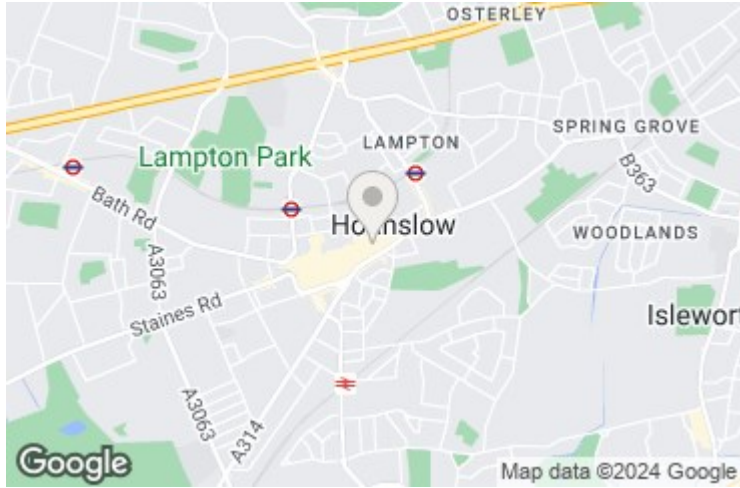 OSTERLEY
SPRING GROVE
LAMPTON
Lampton Park
B363
Bath Rd
Hounslow
WOODLANDS
A3063
Staines Rd
Islewort
A3063
A314
Google
Map data ©2024 Google